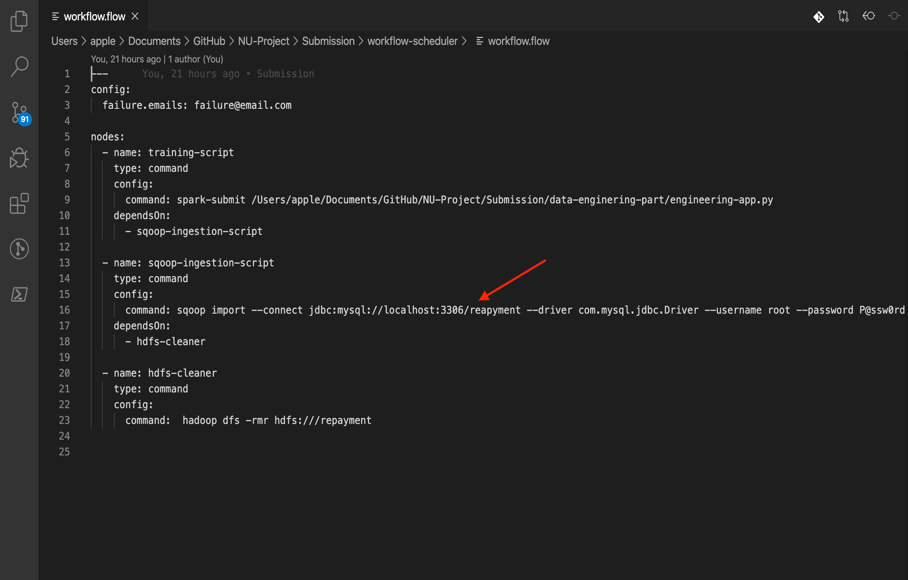 workflow.flow
Users > apple > Documents > GitHub > NU-Project > Submission > workflow-scheduler > workflow.flow
You, 21 hours ago | 1 author (You)
1 --- You, 21 hours ago • Submission
2 config:
91
3 failure.emails: failure@email.com
4
5 nodes:
6 - name: training-script
7 type: command
8 config:
9 command: spark-submit /Users/apple/Documents/GitHub/NU-Project/Submission/data-enginering-part/engineering-app.py
10 dependsOn:
11 - sqoop-ingestion-script
12
13 - name: sqoop-ingestion-script
14 type: command
15 config:
16 command: sqoop import --connect jdbc:mysql://localhost:3306/reapyment --driver com.mysql.jdbc.Driver --username root --password P@ssw0rd
17 dependsOn:
18 - hdfs-cleaner
19
20 - name: hdfs-cleaner
21 type: command
22 config:
23 command:  hadoop dfs -rmr hdfs:///repayment
24
25